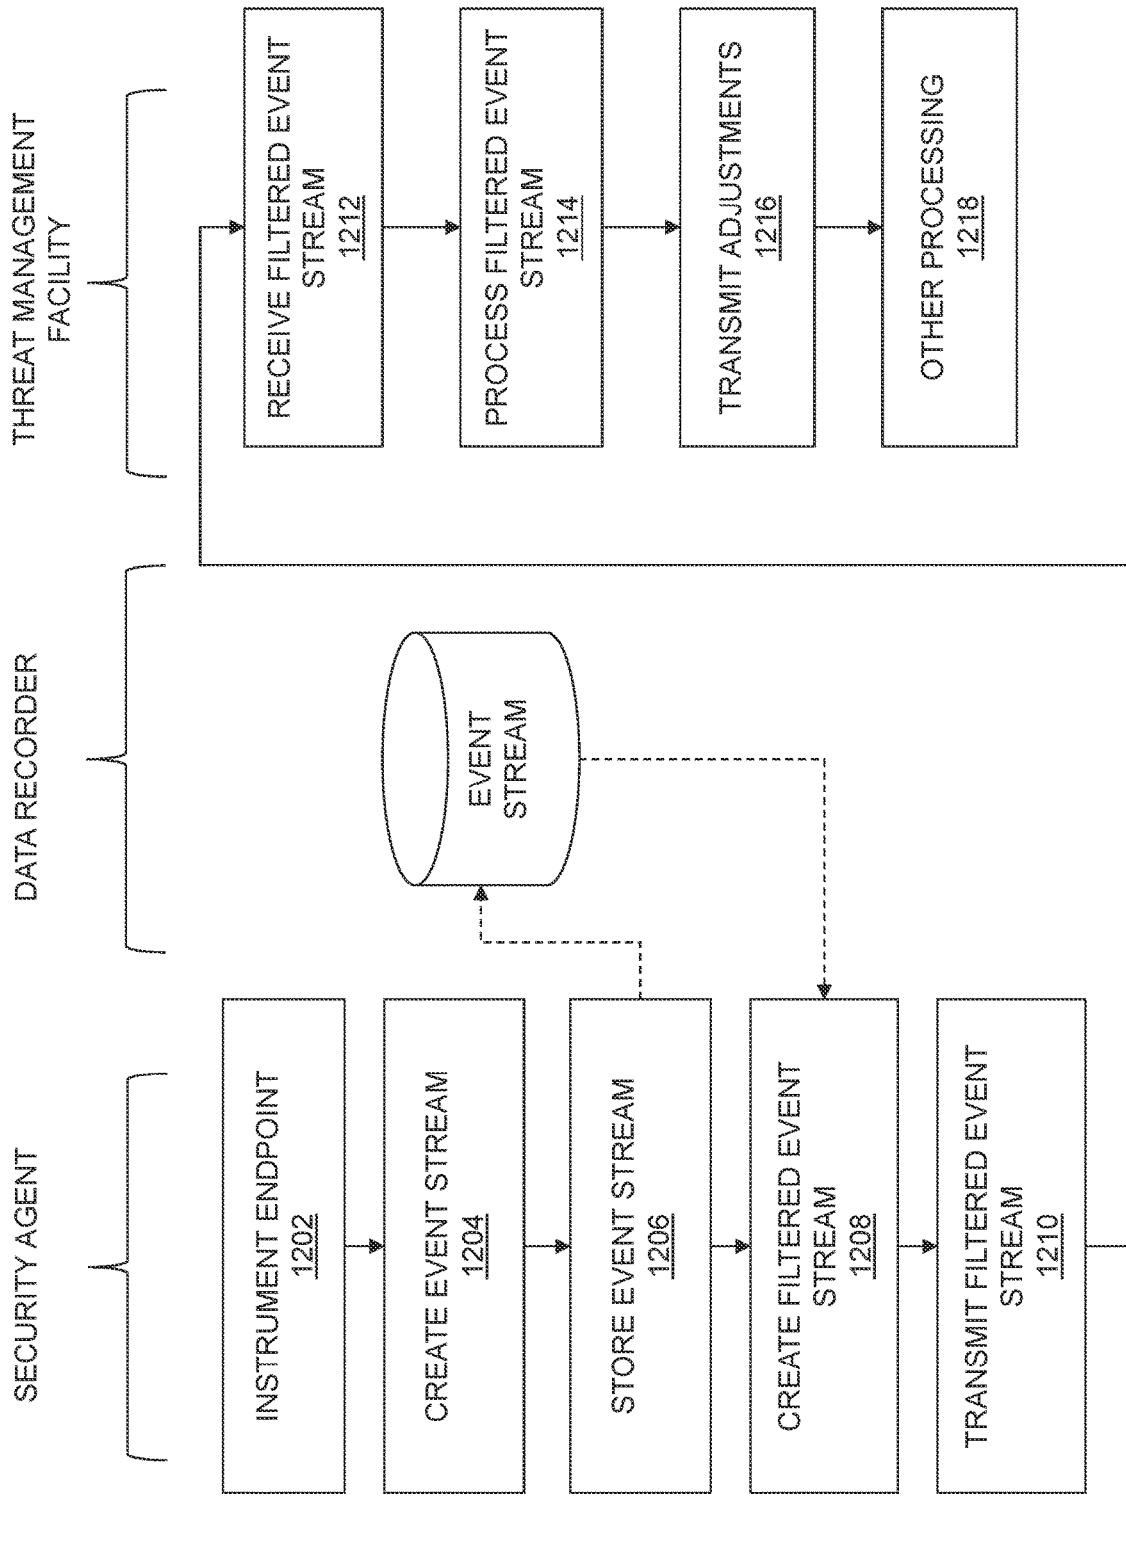 SECURITY AGENT
INSTRUMENT ENDPOINT
1202
CREATE EVENT STREAM
1204
STORE EVENT STREAM
1206
CREATE FILTERED EVENT
STREAM
1208
TRANSMIT FILTERED EVENT
STREAM
1210
DATA RECORDER
EVENT
STREAM
THREAT MANAGEMENT
FACILITY
RECEIVE FILTERED EVENT
STREAM
1212
PROCESS FILTERED EVENT
STREAM
1214
TRANSMIT ADJUSTMENTS
1216
OTHER PROCESSING
1218